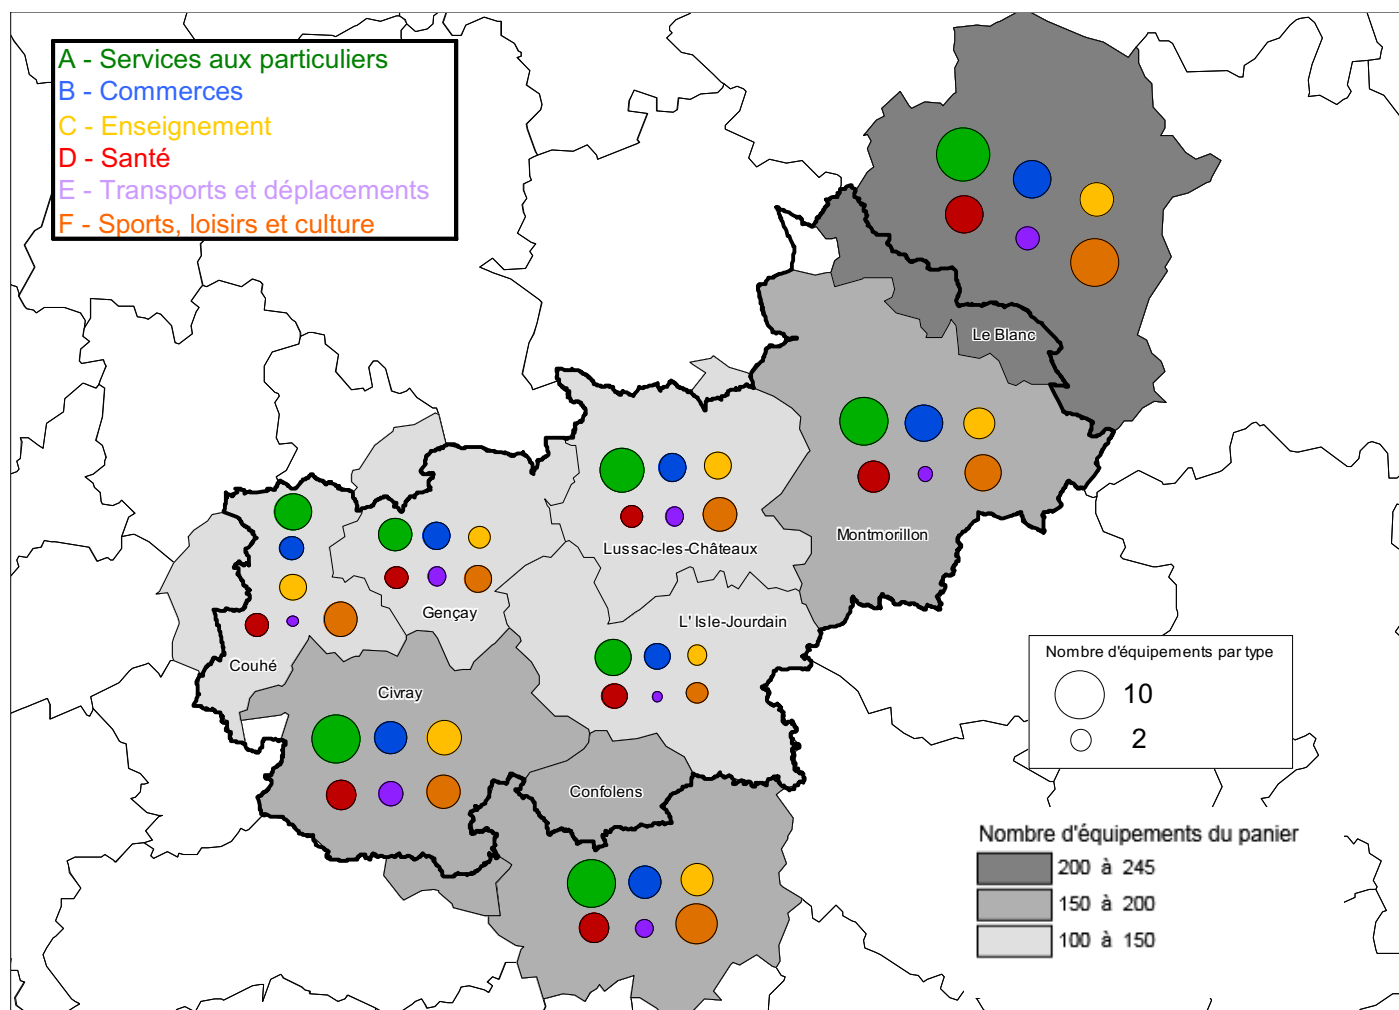 A - Services aux particuliers
B - Commerces
C - Enseignement
D - Santé
E - Transports et déplacements
F - Sports, loisirs et culture
Le Blanc
Montmorillon
Lussac-les-Châteaux
Gençay
L' Isle-Jourdain
Couhé
Civray
Confolens
Nombre d'équipements par type
10
2
Nombre d'équipements du panier
200 à 245
150 à 200
100 à 150